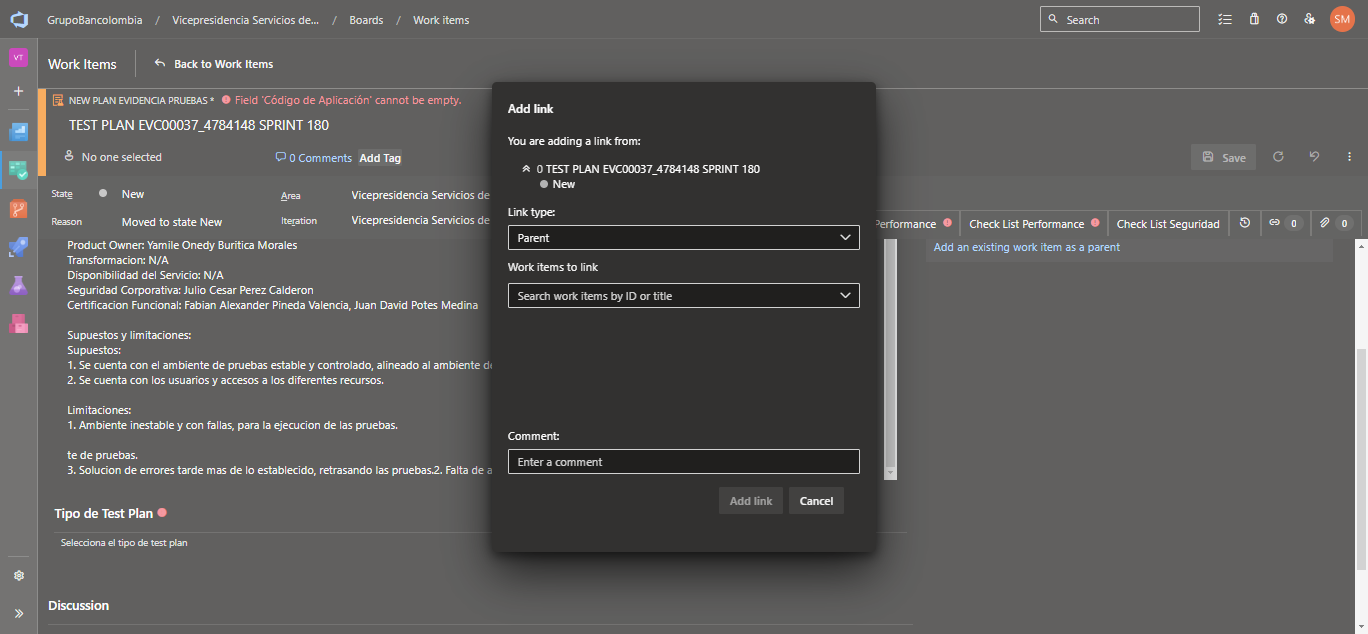 GrupoBancolombia / Vicepresidencia Servicios de... / Boards / Work items
Search
SM
VT
Work Items
Back to Work Items
NEW PLAN EVIDENCIA PRUEBAS * Field 'Código de Aplicación' cannot be empty.
TEST PLAN EVC00037_4784148 SPRINT 180
No one selected
0 Comments
Add Tag
Save
State
New
Area
Vicepresidencia Servicios de
Reason
Moved to state New
Iteration
Vicepresidencia Servicios de
Performance
Check List Performance
Check List Seguridad
0
0
Product Owner: Yamile Onedy Buritica Morales
Transformacion: N/A
Disponibilidad del Servicio: N/A
Seguridad Corporativa: Julio Cesar Perez Calderon
Certificacion Funcional: Fabian Alexander Pineda Valencia, Juan David Potes Medina
Supuestos y limitaciones:
Supuestos:
1. Se cuenta con el ambiente de pruebas estable y controlado, alineado al ambiente de
2. Se cuenta con los usuarios y accesos a los diferentes recursos.
Limitaciones:
1. Ambiente inestable y con fallas, para la ejecucion de las pruebas.
te de pruebas.
3. Solucion de errores tarde mas de lo establecido, retrasando las pruebas.2. Falta de a
Tipo de Test Plan
Selecciona el tipo de test plan
Discussion
Add an existing work item as a parent
Add link
You are adding a link from:
0 TEST PLAN EVC00037_4784148 SPRINT 180
New
Link type:
Parent
Work items to link
Search work items by ID or title
Comment:
Enter a comment
Add link
Cancel